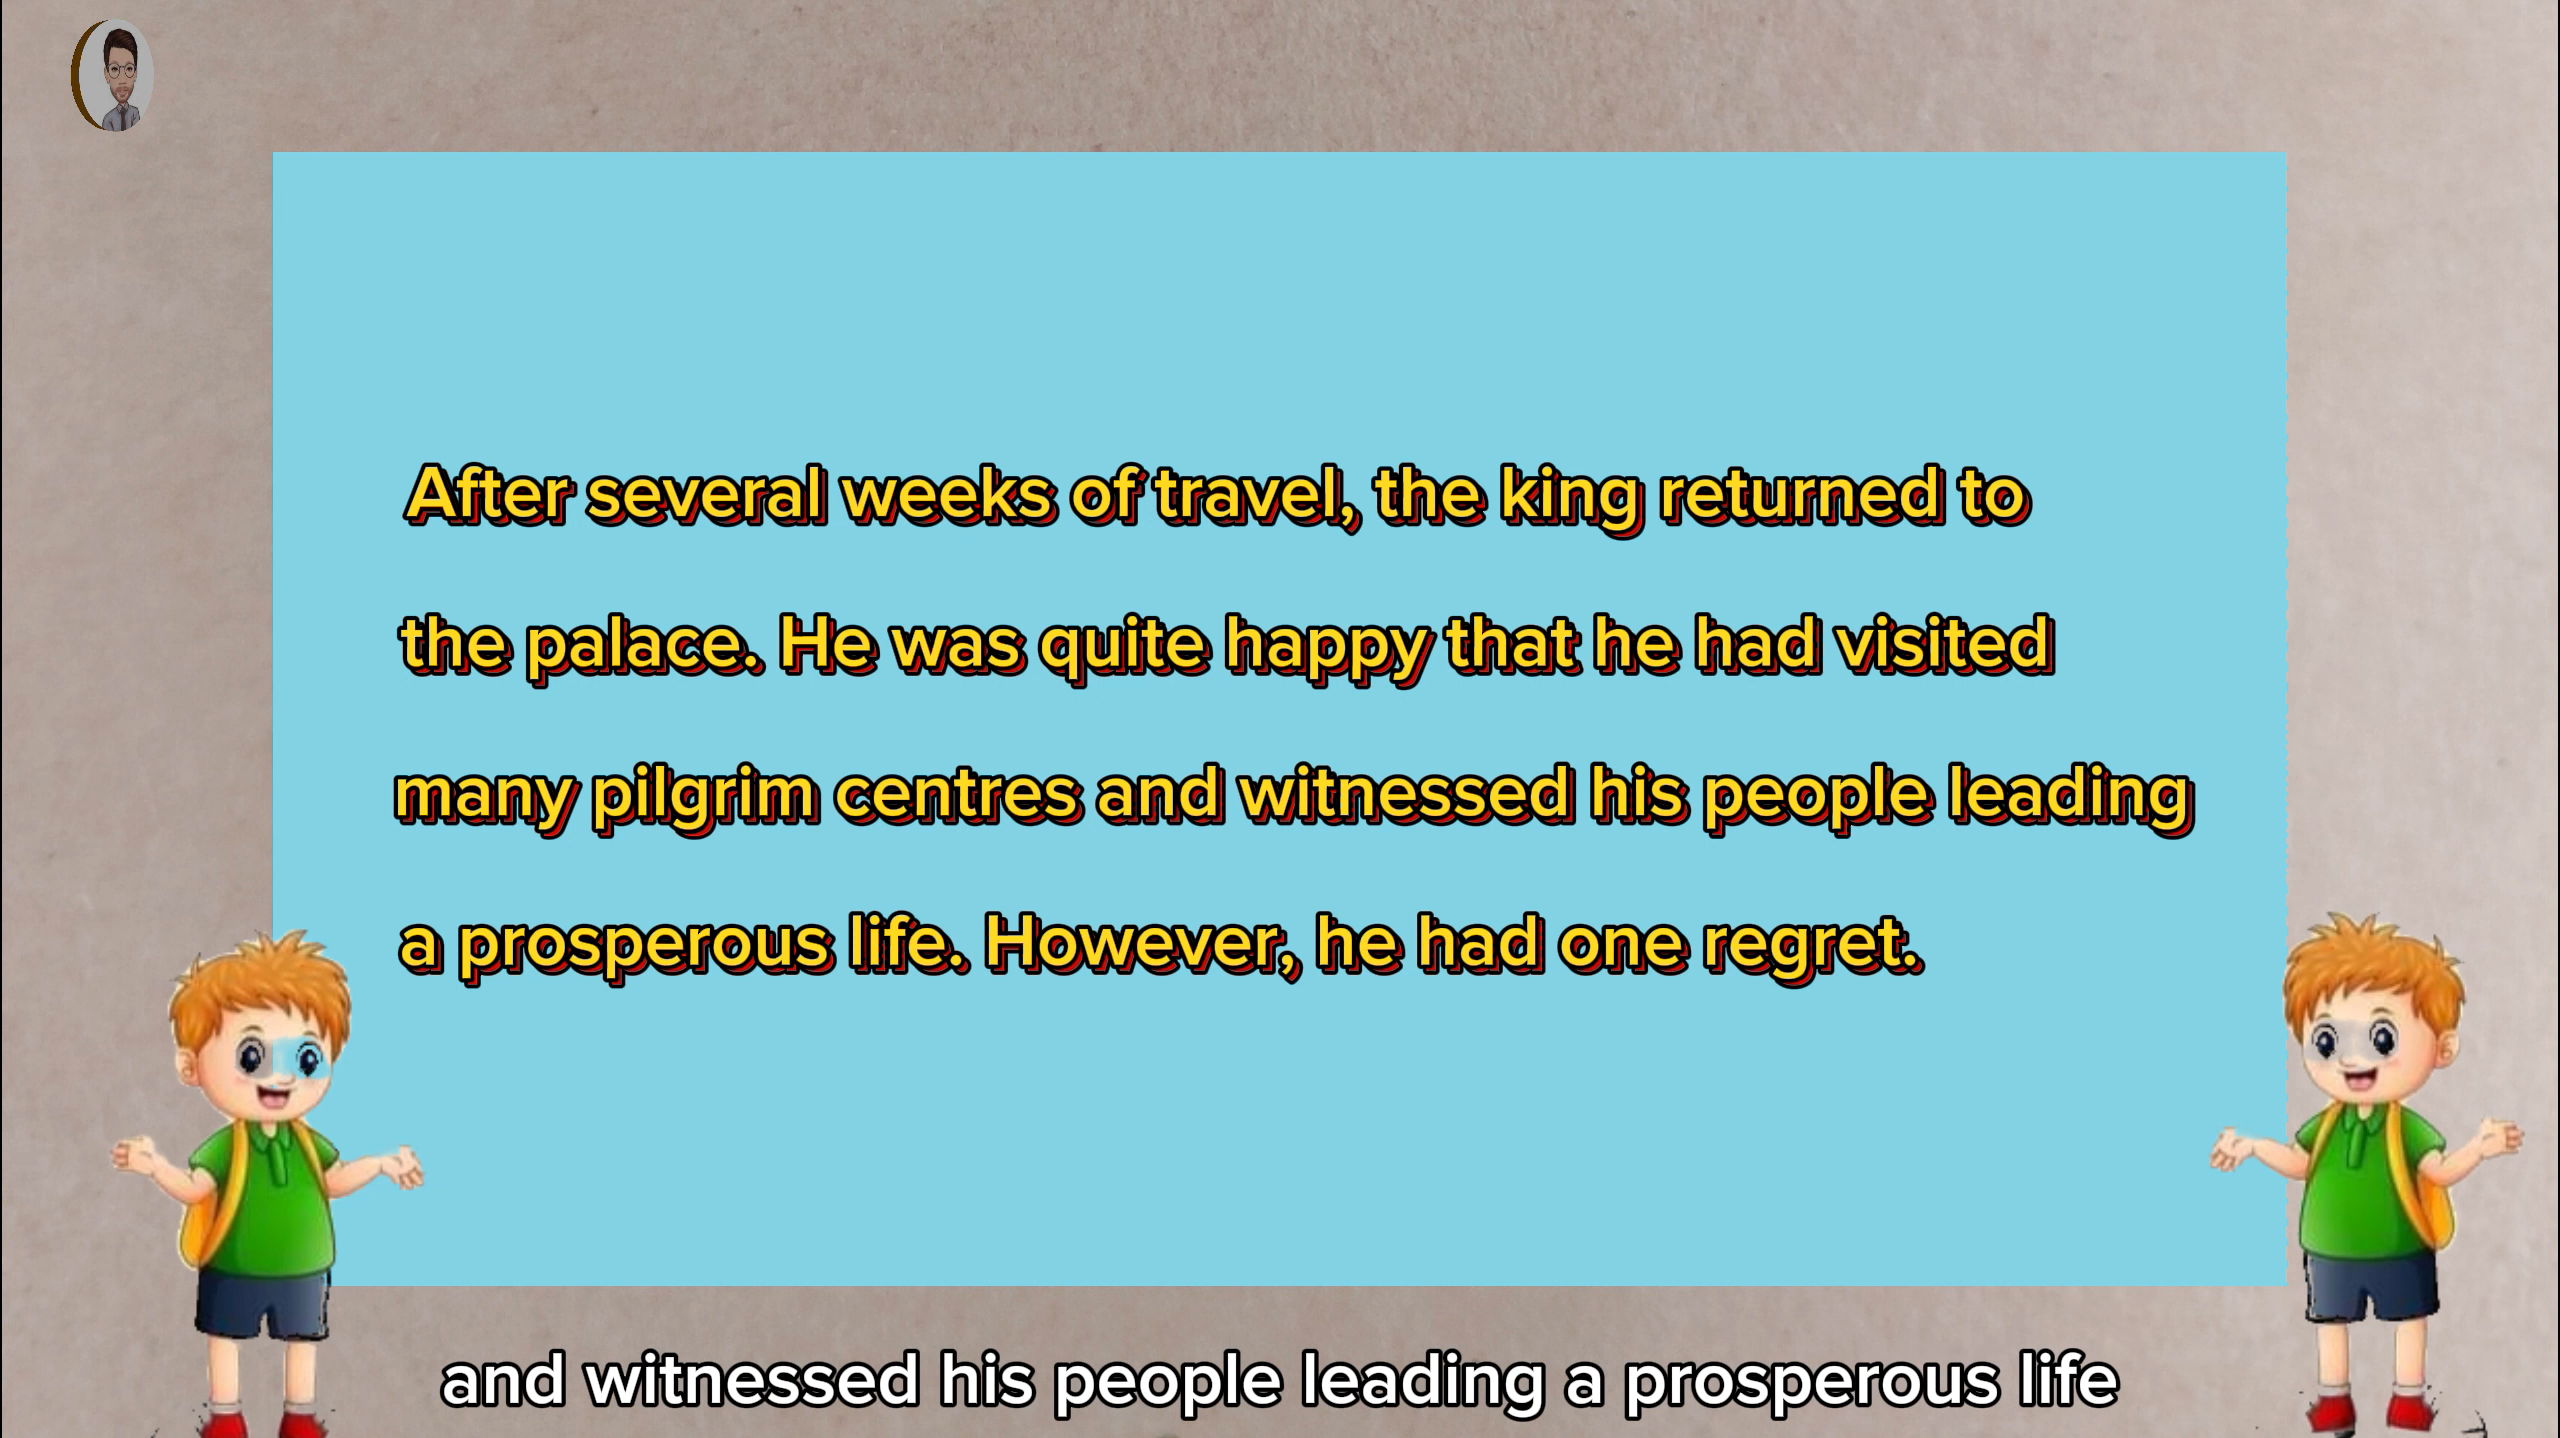 After several weeks of travel, the king returned to
the palace. He was quite happy that he had visited
many pilgrim centres and witnessed his people leading
a prosperous life. However, he had one regret.
and witnessed his people leading a prosperous life